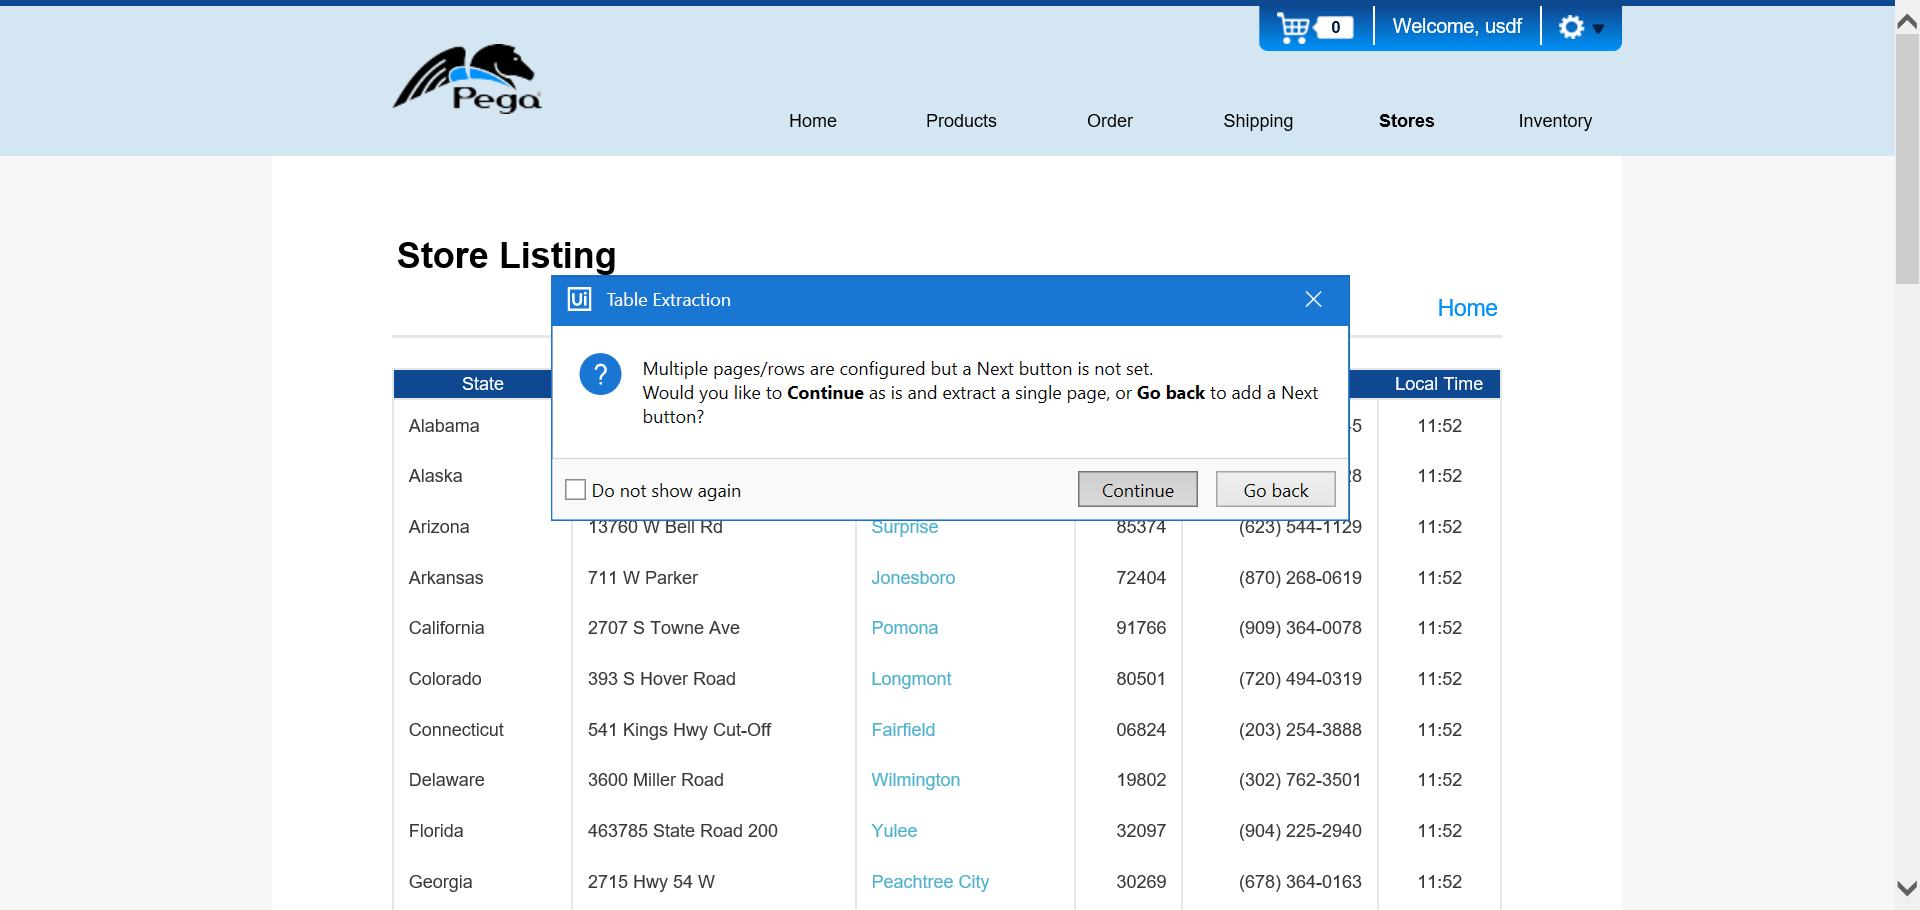 0
Welcome, usdf
Pega
Home
Products
Order
Shipping
Stores
Inventory
Store Listing
Home
Ui
Table Extraction
?
Multiple pages/rows are configured but a Next button is not set.
Would you like to Continue as is and extract a single page, or Go back to add a Next
button?
Do not show again
Continue
Go back
State
Local Time
Alabama 5 11:52
Alaska 28 11:52
Arizona 13760 W Bell Rd Surprise 85374 (623) 544-1129 11:52
Arkansas 711 W Parker Jonesboro 72404 (870) 268-0619 11:52
California 2707 S Towne Ave Pomona 91766 (909) 364-0078 11:52
Colorado 393 S Hover Road Longmont 80501 (720) 494-0319 11:52
Connecticut 541 Kings Hwy Cut-Off Fairfield 06824 (203) 254-3888 11:52
Delaware 3600 Miller Road Wilmington 19802 (302) 762-3501 11:52
Florida 463785 State Road 200 Yulee 32097 (904) 225-2940 11:52
Georgia 2715 Hwy 54 W Peachtree City 30269 (678) 364-0163 11:52